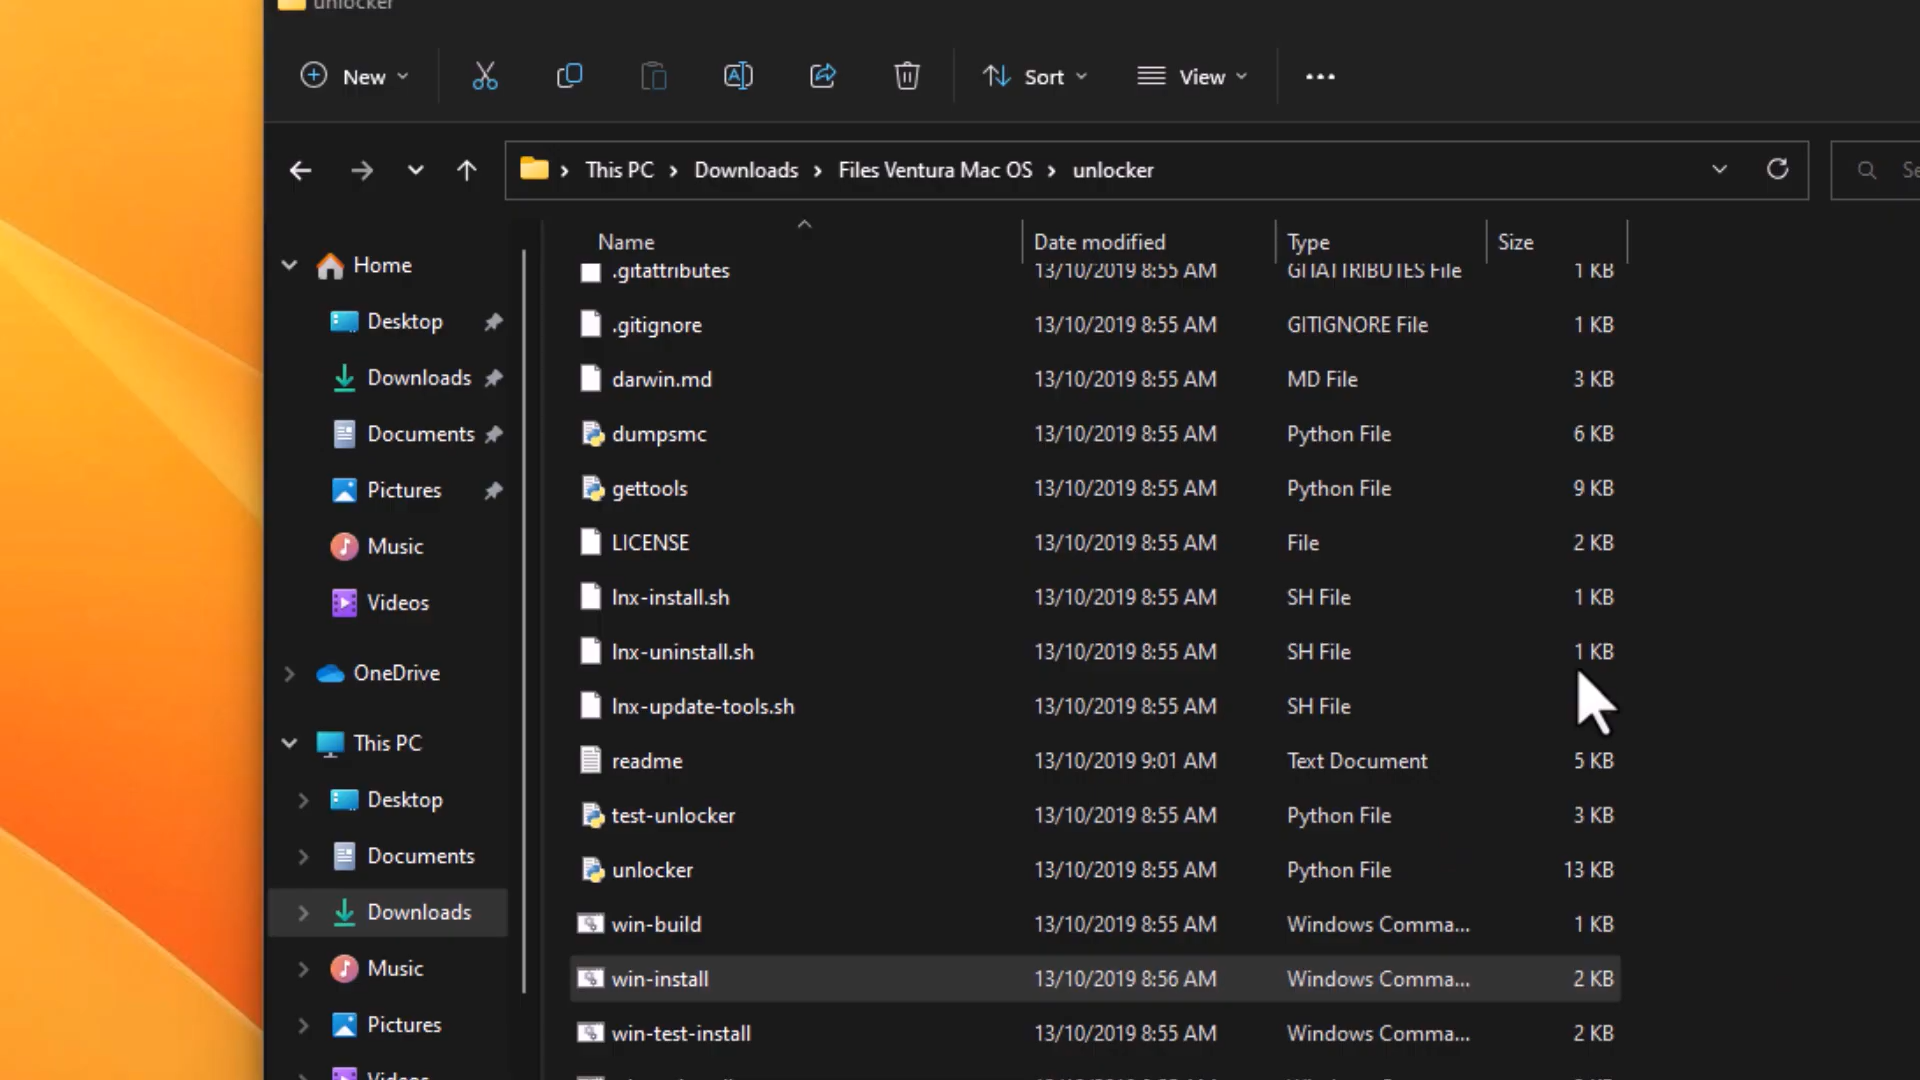 unlocker
New
Sort
View
This PC
Downloads
Files Ventura Mac OS
unlocker
Name
Date modified
Type
Size
Home
Desktop
Downloads
Documents
Pictures
Music
Videos
OneDrive
This PC
Desktop
Documents
Downloads
Music
Pictures
Videos
.gitattributes 13/10/2019 8:55 AM GITATTRIBUTES File 1 KB
.gitignore 13/10/2019 8:55 AM GITIGNORE File 1 KB
darwin.md 13/10/2019 8:55 AM MD File 3 KB
dumpsmc 13/10/2019 8:55 AM Python File 6 KB
gettools 13/10/2019 8:55 AM Python File 9 KB
LICENSE 13/10/2019 8:55 AM File 2 KB
lnx-install.sh 13/10/2019 8:55 AM SH File 1 KB
lnx-uninstall.sh 13/10/2019 8:55 AM SH File 1 KB
lnx-update-tools.sh 13/10/2019 8:55 AM SH File
readme 13/10/2019 9:01 AM Text Document 5 KB
test-unlocker 13/10/2019 8:55 AM Python File 3 KB
unlocker 13/10/2019 8:55 AM Python File 13 KB
win-build 13/10/2019 8:55 AM Windows Comma... 1 KB
win-install 13/10/2019 8:56 AM Windows Comma... 2 KB
win-test-install 13/10/2019 8:55 AM Windows Comma... 2 KB